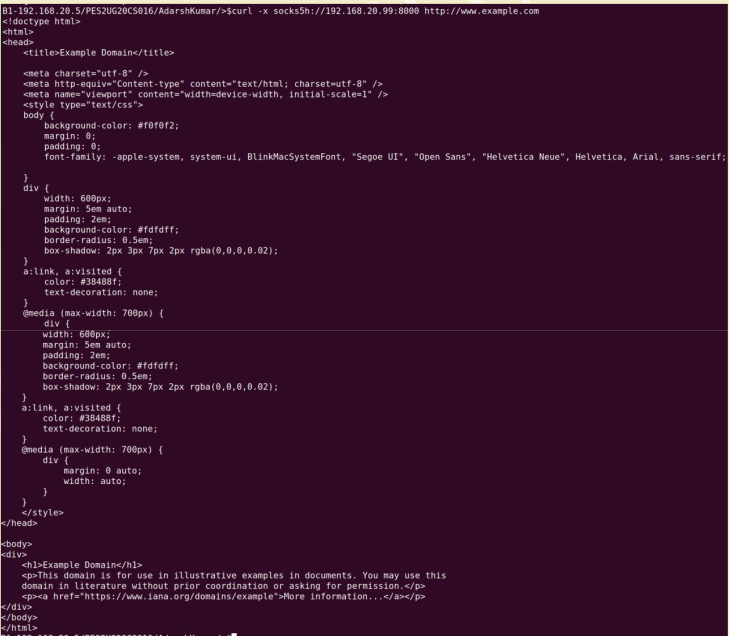 B1-192.168.20.5/PES2UG20CS016/AdarshKumar/>$curl -x socks5h://192.168.20.99:8000 http://www.example.com
<!doctype html>
<html>
<head>
    <title>Example Domain</title>

    <meta charset="utf-8" />
    <meta http-equiv="Content-type" content="text/html; charset=utf-8" />
    <meta name="viewport" content="width=device-width, initial-scale=1" />
    <style type="text/css">
    body {
        background-color: #f0f0f2;
        margin: 0;
        padding: 0;
        font-family: -apple-system, system-ui, BlinkMacSystemFont, "Segoe UI", "Open Sans", "Helvetica Neue", Helvetica, Arial, sans-serif;

    }
    div {
        width: 600px;
        margin: 5em auto;
        padding: 2em;
        background-color: #fdfdff;
        border-radius: 0.5em;
        box-shadow: 2px 3px 7px 2px rgba(0,0,0,0.02);
    }
    a:link, a:visited {
        color: #38488f;
        text-decoration: none;
    }
    @media (max-width: 700px) {
        div {
        width: 600px;
        margin: 5em auto;
        padding: 2em;
        background-color: #fdfdff;
        border-radius: 0.5em;
        box-shadow: 2px 3px 7px 2px rgba(0,0,0,0.02);
    }
    a:link, a:visited {
        color: #38488f;
        text-decoration: none;
    }
    @media (max-width: 700px) {
        div {
            margin: 0 auto;
            width: auto;
        }
    }
    </style>
</head>

<body>
<div>
    <h1>Example Domain</h1>
    <p>This domain is for use in illustrative examples in documents. You may use this
    domain in literature without prior coordination or asking for permission.</p>
    <p><a href="https://www.iana.org/domains/example">More information...</a></p>
</div>
</body>
</html>